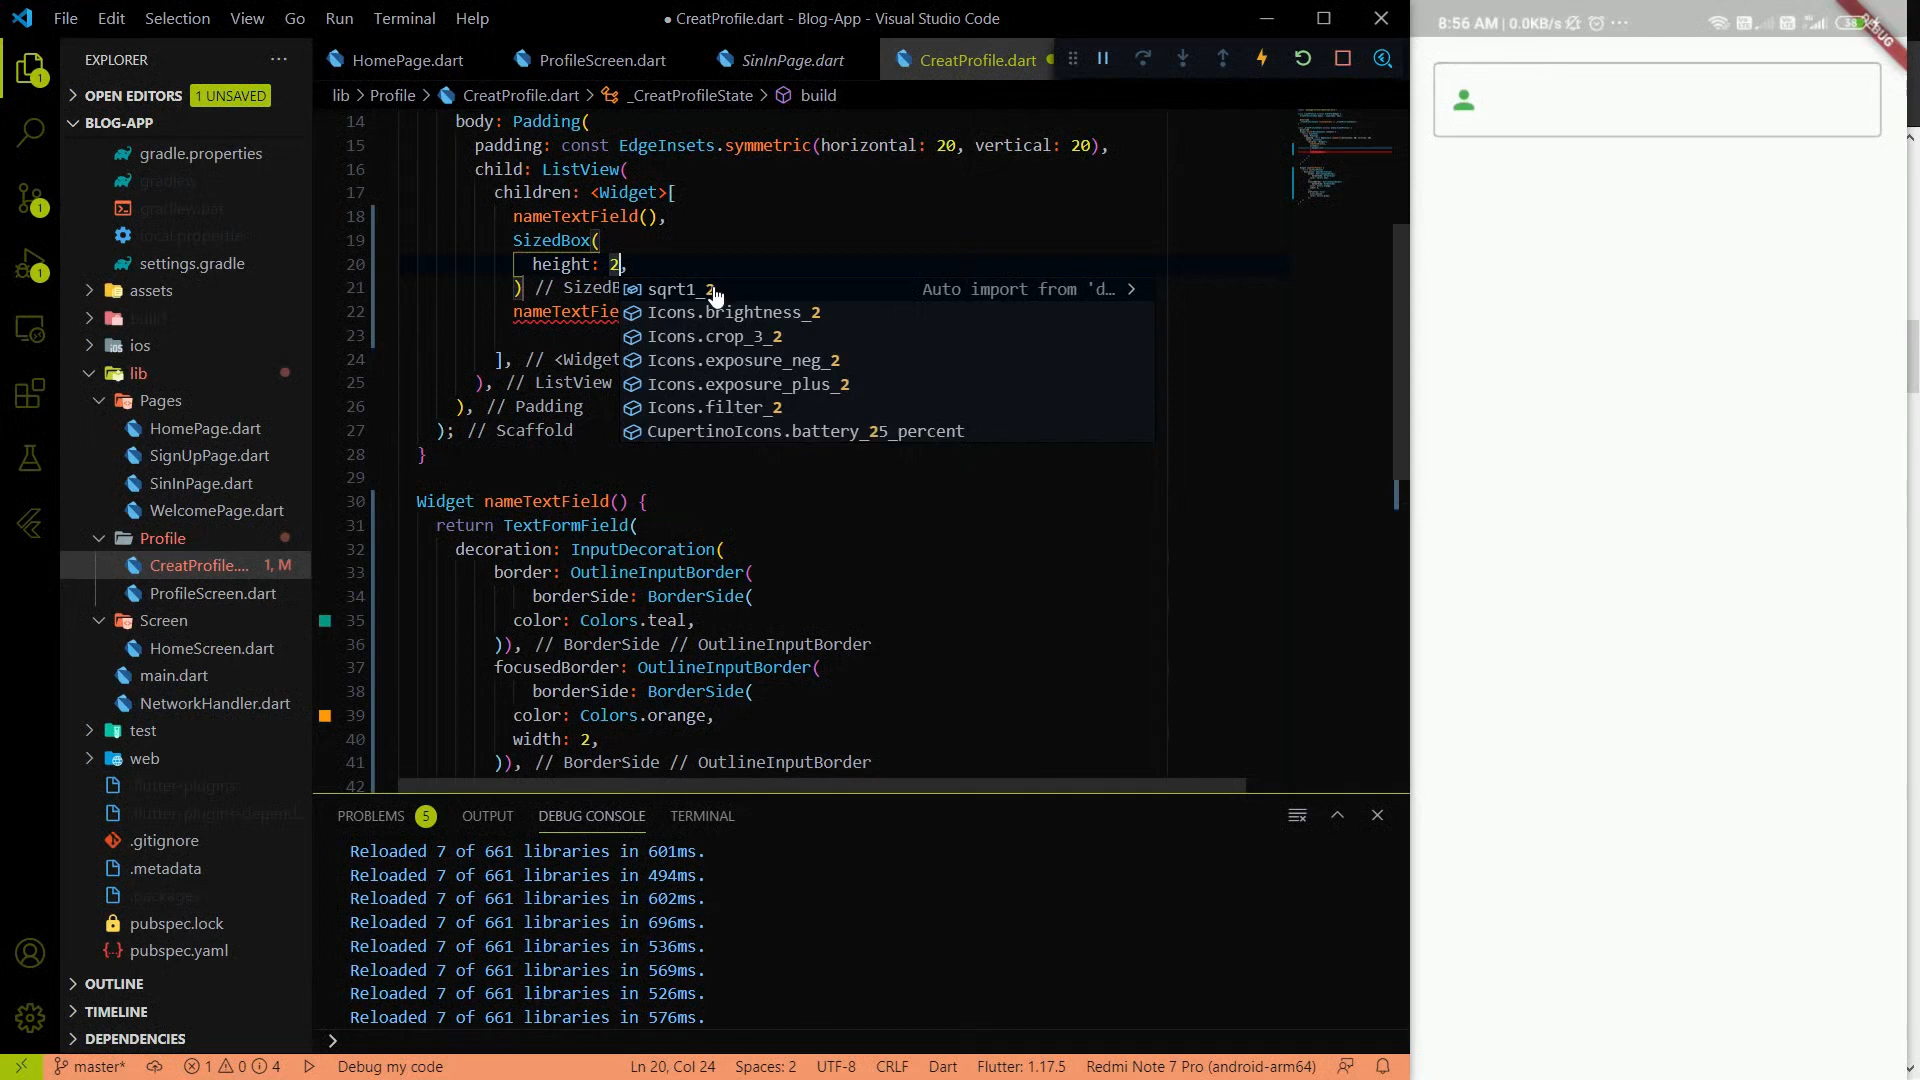 File Edit Selection View Go Run Terminal Help
● CreatProfile.dart - Blog-App - Visual Studio Code
EXPLORER
OPEN EDITORS 1 UNSAVED
BLOG-APP
gradle.properties
gradlew
gradlew.bat
local.properties
settings.gradle
assets
build
ios
lib
Pages
HomePage.dart
SignUpPage.dart
SinInPage.dart
WelcomePage.dart
Profile
CreatProfile.... 1, M
ProfileScreen.dart
Screen
HomeScreen.dart
main.dart
NetworkHandler.dart
test
web
.flutter-plugins
.flutter-plugins-depend...
.gitignore
.metadata
.packages
pubspec.lock
pubspec.yaml
OUTLINE
TIMELINE
DEPENDENCIES
HomePage.dart ProfileScreen.dart SinInPage.dart CreatProfile.dart
lib > Profile > CreatProfile.dart > _CreatProfileState > build
14 body: Padding(
15 padding: const EdgeInsets.symmetric(horizontal: 20, vertical: 20),
16 child: ListView(
17 children: <Widget>[
18 nameTextField(),
19 SizedBox(
20 height: 2,
21 ) // SizedB
22 nameTextFie
23
24 ], // <Widget
25 ), // ListView
26 ), // Padding
27 ); // Scaffold
28 }
29
30 Widget nameTextField() {
31 return TextFormField(
32 decoration: InputDecoration(
33 border: OutlineInputBorder(
34 borderSide: BorderSide(
35 color: Colors.teal,
36 )), // BorderSide // OutlineInputBorder
37 focusedBorder: OutlineInputBorder(
38 borderSide: BorderSide(
39 color: Colors.orange,
40 width: 2,
41 )), // BorderSide // OutlineInputBorder
42
sqrt1_2 Auto import from 'd...
Icons.brightness_2
Icons.crop_3_2
Icons.exposure_neg_2
Icons.exposure_plus_2
Icons.filter_2
CupertinoIcons.battery_25_percent
PROBLEMS 5 OUTPUT DEBUG CONSOLE TERMINAL
Reloaded 7 of 661 libraries in 601ms.
Reloaded 7 of 661 libraries in 494ms.
Reloaded 7 of 661 libraries in 602ms.
Reloaded 7 of 661 libraries in 696ms.
Reloaded 7 of 661 libraries in 536ms.
Reloaded 7 of 661 libraries in 569ms.
Reloaded 7 of 661 libraries in 526ms.
Reloaded 7 of 661 libraries in 576ms.
master* 1 0 4 Debug my code Ln 20, Col 24 Spaces: 2 UTF-8 CRLF Dart Flutter: 1.17.5 Redmi Note 7 Pro (android-arm64)
8:56 AM | 0.0KB/s ... 38